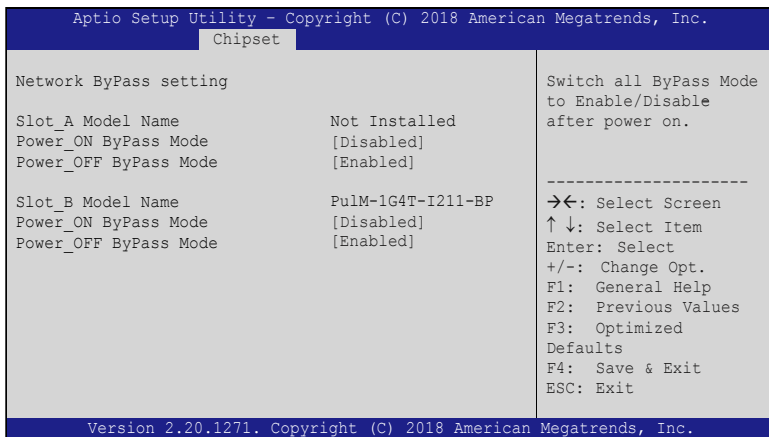 Aptio Setup Utility – Copyright (C) 2018 American Megatrends, Inc.
Chipset
Network ByPass setting
Slot_A Model Name Not Installed
Power_ON ByPass Mode [Disabled]
Power_OFF ByPass Mode [Enabled]
Slot_B Model Name PulM-1G4T-I211-BP
Power_ON ByPass Mode [Disabled]
Power_OFF ByPass Mode [Enabled]
Switch all ByPass Mode
to Enable/Disable
after power on.
---------------------
→←: Select Screen
↑ ↓: Select Item
Enter: Select
+/-: Change Opt.
F1: General Help
F2: Previous Values
F3: Optimized
Defaults
F4: Save & Exit
ESC: Exit
Version 2.20.1271. Copyright (C) 2018 American Megatrends, Inc.